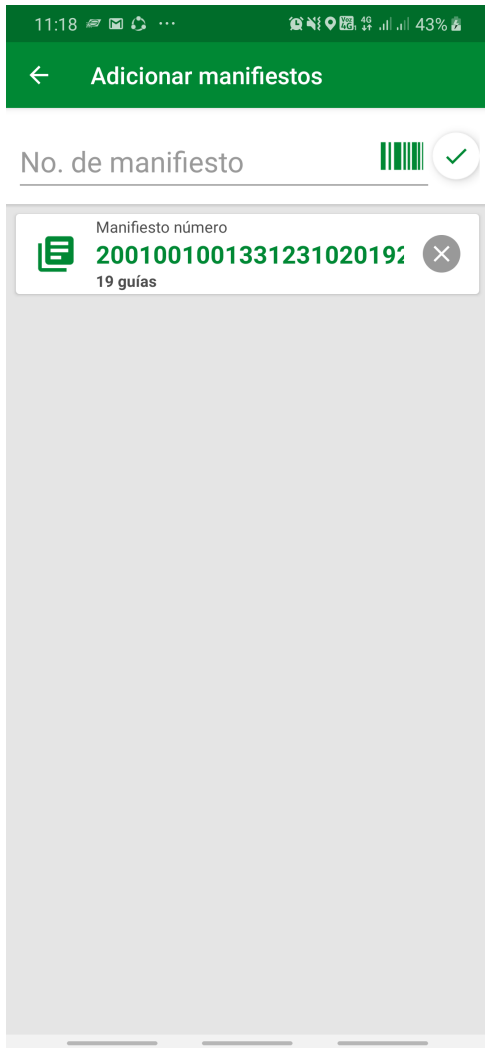 11:18 ... 43%
Adicionar manifiestos
No. de manifiesto
Manifiesto número
2001001001331231020192
19 guías